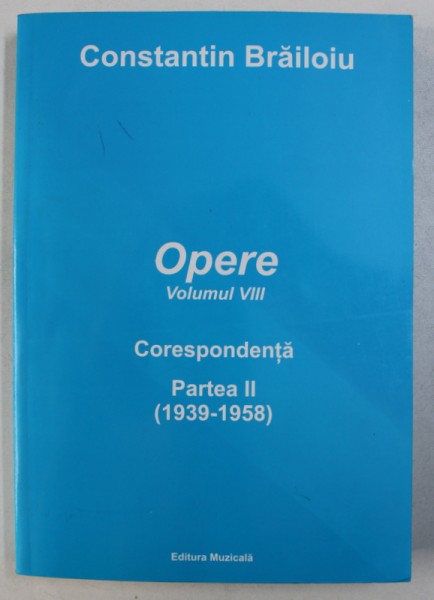 Constantin Brăiloiu
Opere
Volumul VIII
Corespondență
Partea II
(1939-1958)
Editura Muzicală